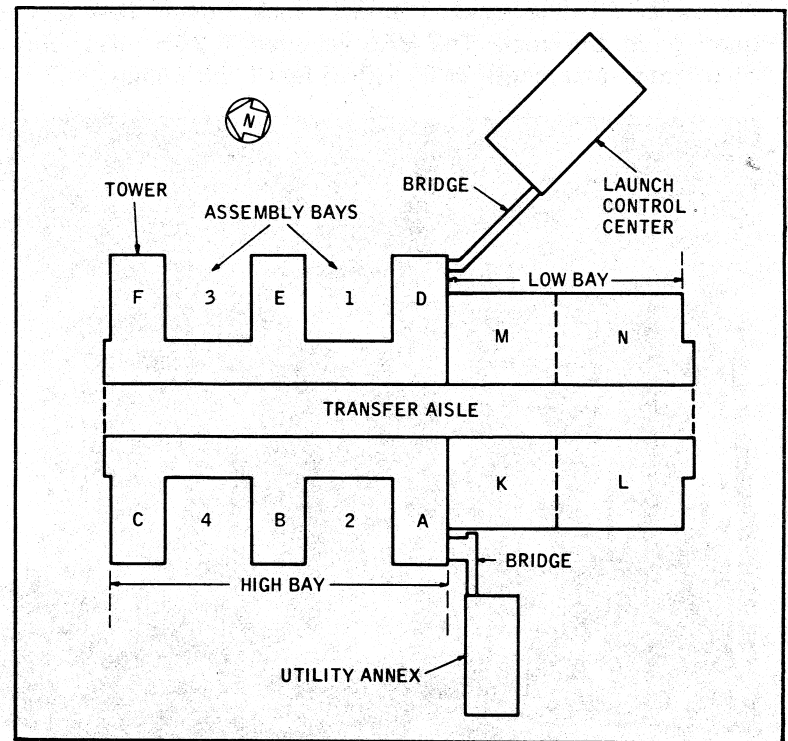 N
TOWER
ASSEMBLY BAYS
BRIDGE
LAUNCH
CONTROL
CENTER
LOW BAY
F 3 E 1 D
M N
TRANSFER AISLE
K L
C 4 B 2 A
BRIDGE
HIGH BAY
UTILITY ANNEX